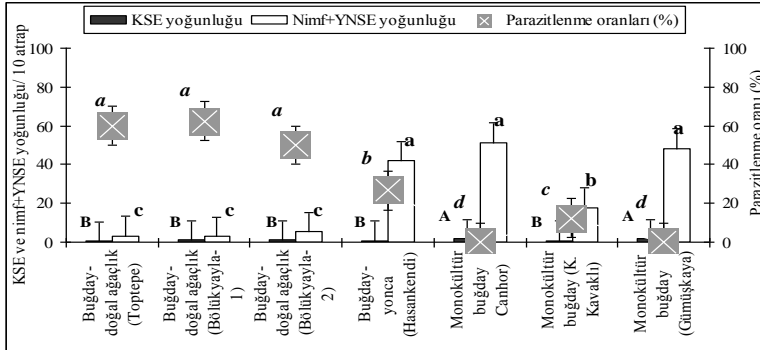 KSE yoğunluğu
Nimf+YNSE yoğunluğu
Parazitlenme oranları (%)
KSE ve nimf+YNSE yoğunluğu/ 10 atrap
100
80
60
40
20
0
100
80
60
40
20
0
Parazitlenme oranı (%)
a
a
a
b
a
d
a
c
b
d
a
B
c
B
c
B
c
B
A
B
A
Buğday-
doğal ağaçlık
(Toptepe)
Buğday-
doğal ağaçlık
(Bölükyayla-
1)
Buğday-
doğal ağaçlık
(Bölükyayla-
2)
Buğday-
yonca
(Hasankendi)
Monokültür
buğday
Canhor)
Monokültür
buğday (K.
Kavaklı)
Monokültür
buğday
(Gümüşkaya)